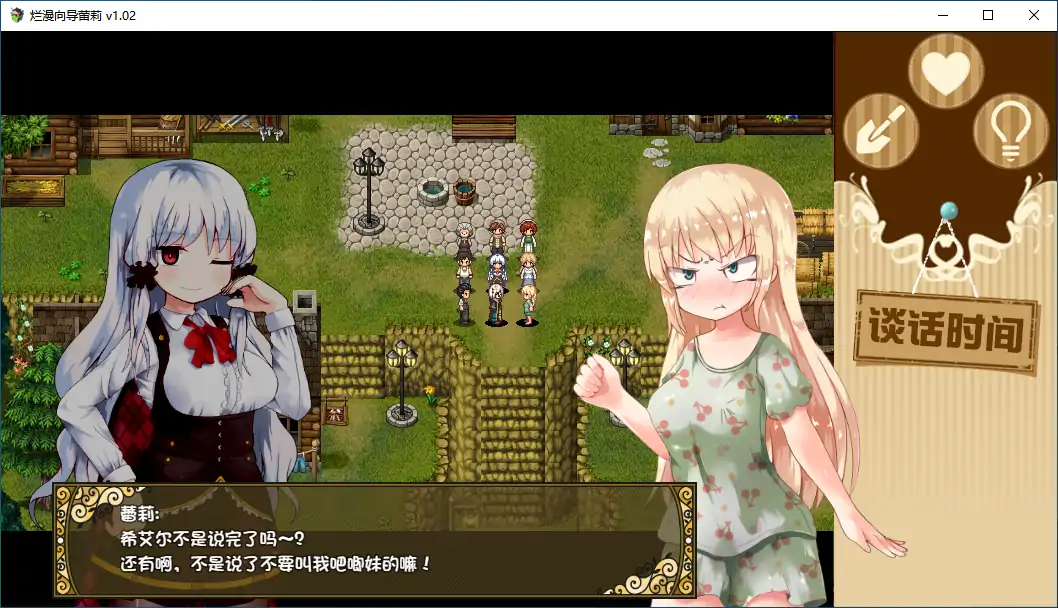 烂漫向导蕾莉 v1.02
谈话时间
蕾莉:
希艾尔不是说完了吗～?
还有啊，不是说了不要叫我吧唧妹的嘛！